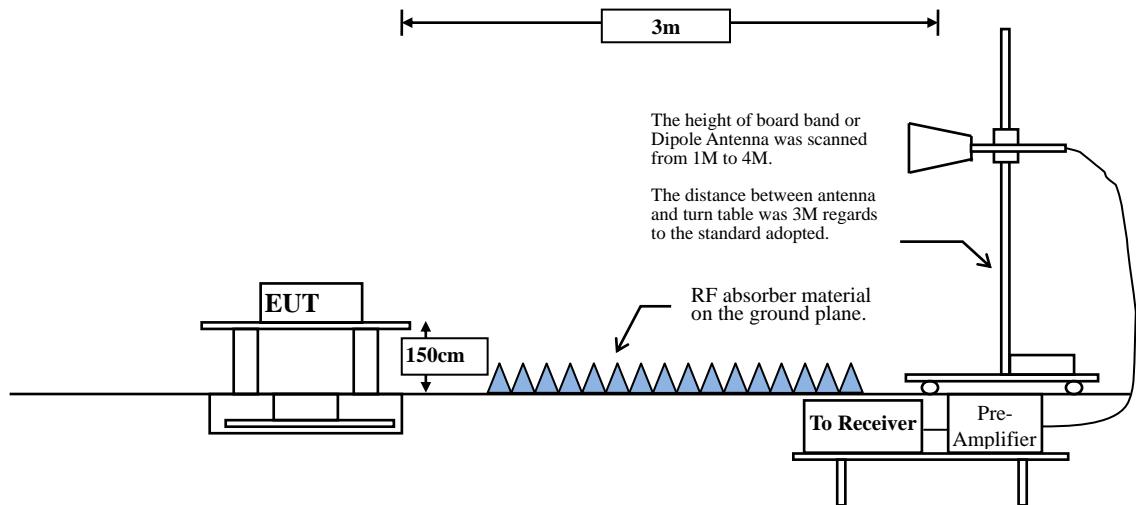 3m
The height of board band or
Dipole Antenna was scanned
from 1M to 4M.
The distance between antenna
and turn table was 3M regards
to the standard adopted.
EUT
RF absorber material
on the ground plane.
150cm
To Receiver
Pre-
Amplifier